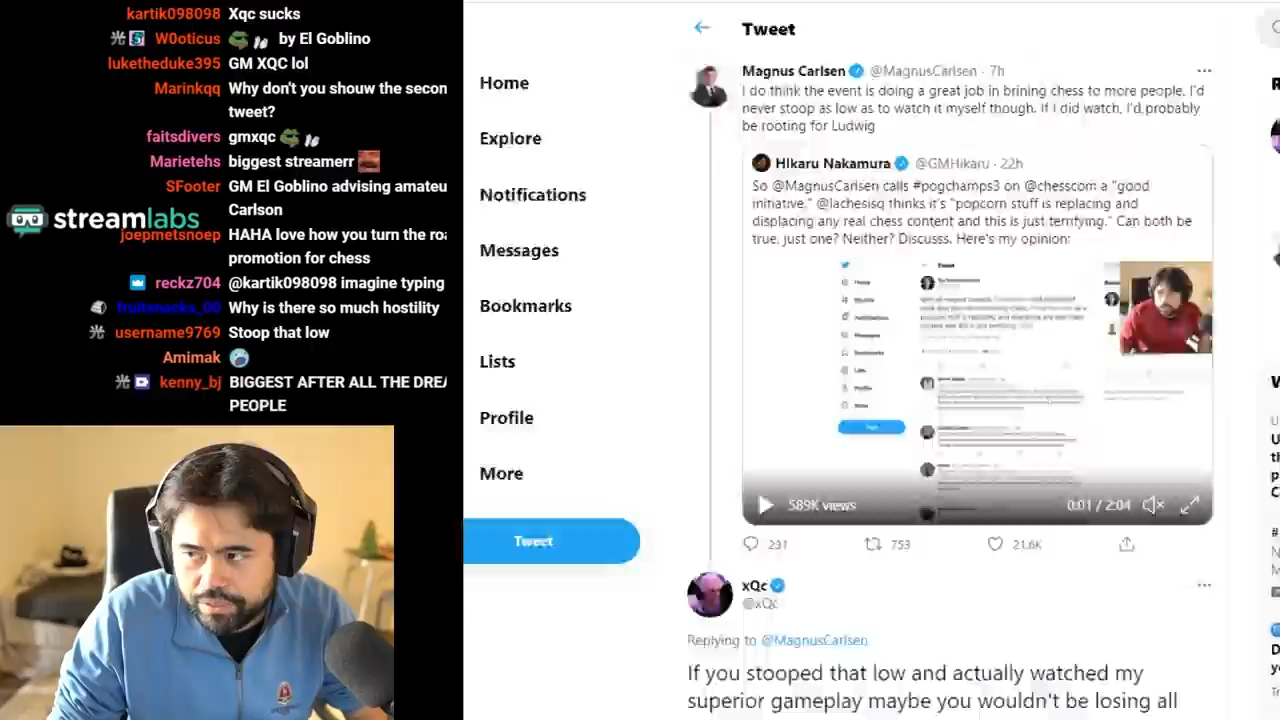 kartik098098 Xqc sucks
W0oticus by El Goblino
luketheduke395 GM XQC lol
Marinkqq Why don't you shouw the secon
tweet?
faitsdivers gmxqc
Marietehs biggest streamerr
SFooter GM El Goblino advising amateu
Carlson
streamlabs
joepmetsnoep HAHA love how you turn the roa
promotion for chess
reckz704 @kartik098098 imagine typing
fruitsnacks_00 Why is there so much hostility
username9769 Stoop that low
Amimak
kenny_bj BIGGEST AFTER ALL THE DREA
PEOPLE
Home
Explore
Notifications
Messages
Bookmarks
Lists
Profile
More
Tweet
Tweet
Magnus Carlsen @MagnusCarlsen · 7h
I do think the event is doing a great job in brining chess to more people. I'd
never stoop as low as to watch it myself though. If I did watch, I'd probably
be rooting for Ludwig
Hikaru Nakamura @GMHikaru · 22h
So @MagnusCarlsen calls #pogchamps3 on @chesscom a "good
initiative." @lachesisq thinks it's "popcorn stuff is replacing and
displacing any real chess content and this is just terrifying." Can both be
true, just one? Neither? Discusss. Here's my opinion:
589K views 0:01 / 2:04
231 753 21.6K
xQc
@xQc
Replying to @MagnusCarlsen
If you stooped that low and actually watched my
superior gameplay maybe you wouldn't be losing all